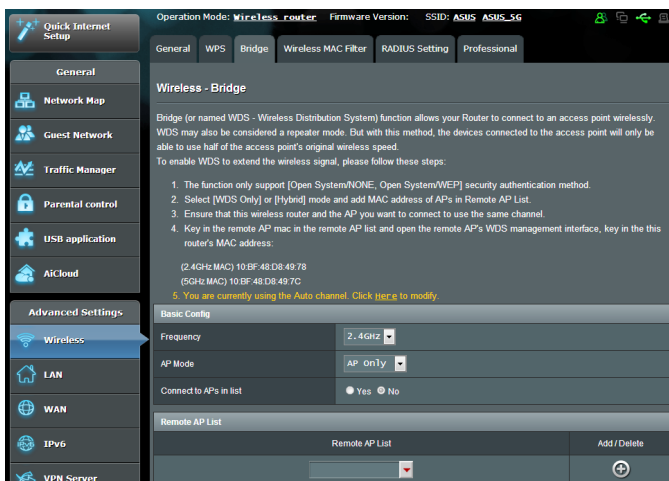 Quick Internet
Setup
General
Network Map
Guest Network
Traffic Manager
Parental control
USB application
AiCloud
Advanced Settings
Wireless
LAN
WAN
IPv6
VPN Server
Operation Mode: Wireless router Firmware Version: SSID: ASUS ASUS_5G
General WPS Bridge Wireless MAC Filter RADIUS Setting Professional
Wireless - Bridge
Bridge (or named WDS - Wireless Distribution System) function allows your Router to connect to an access point wirelessly.
WDS may also be considered a repeater mode. But with this method, the devices connected to the access point will only be
able to use half of the access point's original wireless speed.
To enable WDS to extend the wireless signal, please follow these steps:
1. The function only support [Open System/NONE, Open System/WEP] security authentication method.
2. Select [WDS Only] or [Hybrid] mode and add MAC address of APs in Remote AP List.
3. Ensure that this wireless router and the AP you want to connect to use the same channel.
4. Key in the remote AP mac in the remote AP list and open the remote AP's WDS management interface, key in the this
router's MAC address:
(2.4GHz MAC) 10:BF:48:D8:49:78
(5GHz MAC) 10:BF:48:D8:49:7C
5. You are currently using the Auto channel. Click Here to modify.
Basic Config
Frequency 2.4GHz
AP Mode AP Only
Connect to APs in list Yes No
Remote AP List
Remote AP List Add / Delete